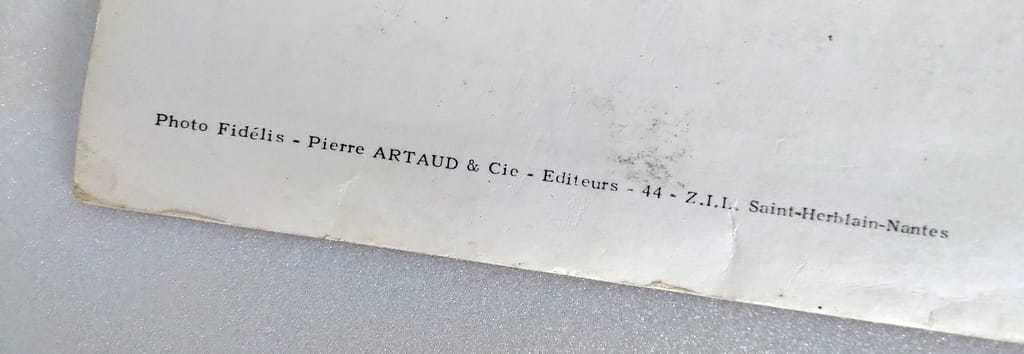 Photo Fidélis - Pierre ARTAUD & Cie - Editeurs - 44 - Z.I.L. Saint-Herblain-Nantes